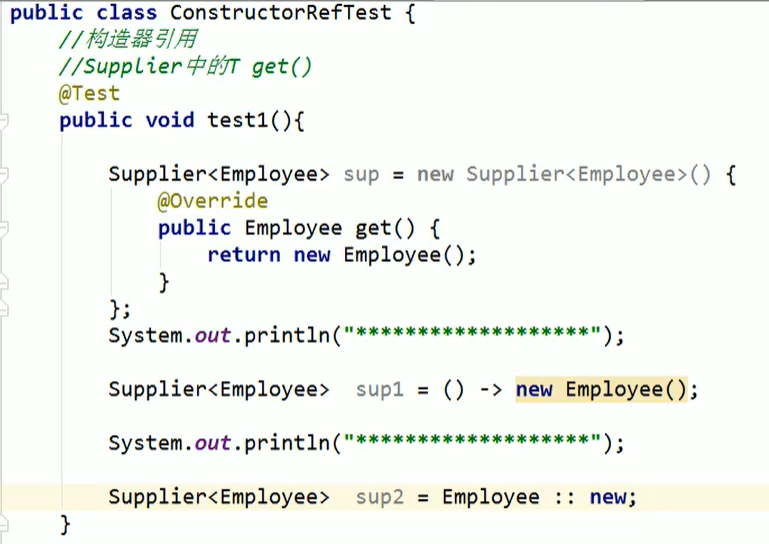 public class ConstructorRefTest {
//构造器引用
//Supplier中的T get()
@Test
public void test1(){
Supplier<Employee> sup = new Supplier<Employee>() {
@Override
public Employee get() {
return new Employee();
}
};
System.out.println("*******************");
Supplier<Employee>  sup1 = () -> new Employee();
System.out.println("*******************");
Supplier<Employee>  sup2 = Employee :: new;
}